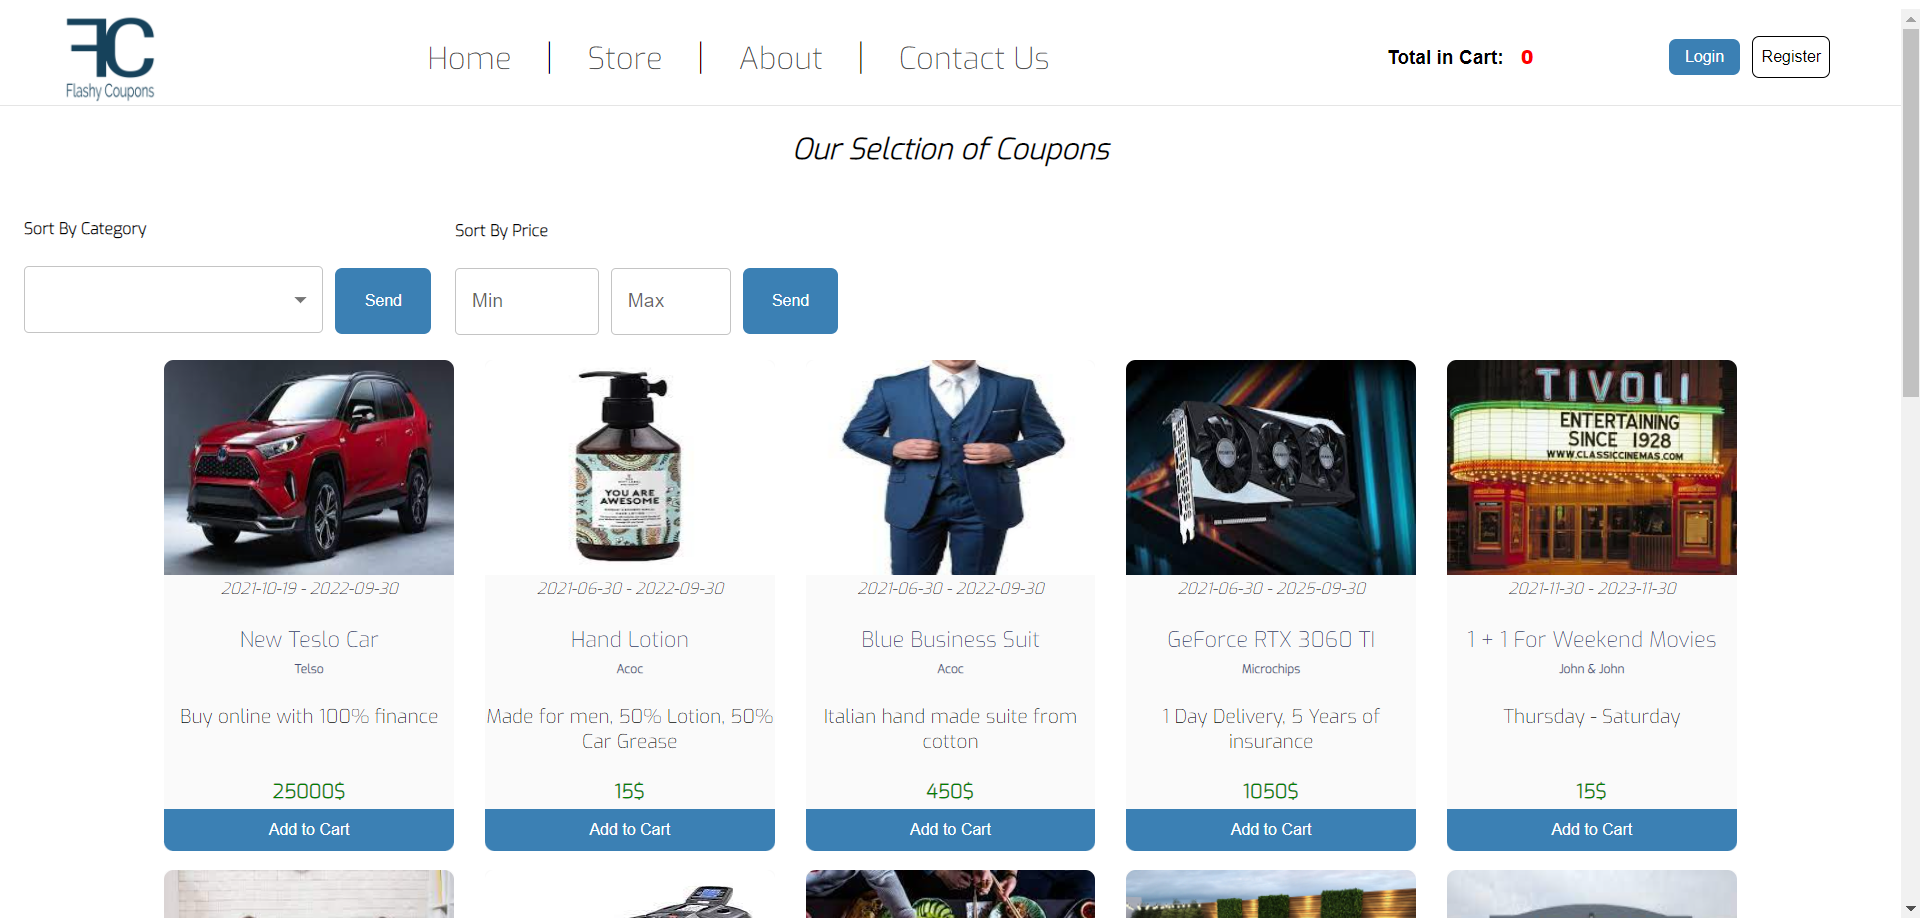 FC
Flashy Coupons
Home
Store
About
Contact Us
Total in Cart: 0
Login
Register
Our Selction of Coupons
Sort By Category
Send
Sort By Price
Min
Max
Send
YOU ARE
AWESOME
TIVOLI
ENTERTAINING
SINCE 1928
WWW.CLASSICCINEMAS.COM
2021-10-19 - 2022-09-30
New Teslo Car
Telso
Buy online with 100% finance
25000$
Add to Cart
2021-06-30 - 2022-09-30
Hand Lotion
Acoc
Made for men, 50% Lotion, 50%
Car Grease
15$
Add to Cart
2021-06-30 - 2022-09-30
Blue Business Suit
Acoc
Italian hand made suite from
cotton
450$
Add to Cart
2021-06-30 - 2025-09-30
GeForce RTX 3060 TI
Microchips
1 Day Delivery, 5 Years of
insurance
1050$
Add to Cart
2021-11-30 - 2023-11-30
1 + 1 For Weekend Movies
John & John
Thursday - Saturday
15$
Add to Cart